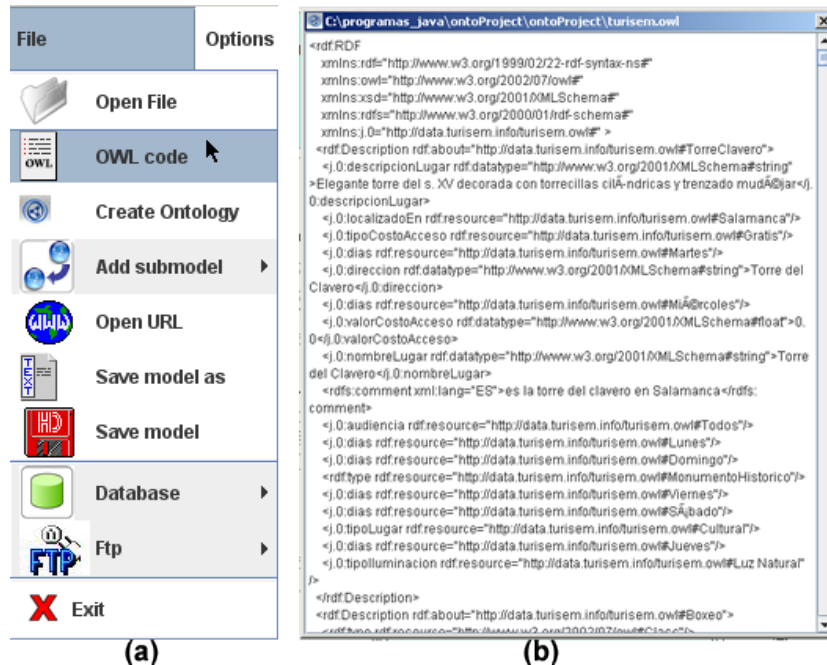 File Options
Open File
OWL OWL code
Create Ontology
Add submodel
WWW Open URL
TEXT Save model as
HD Save model
Database
FTP Ftp
X Exit
(a)
C:\programas_java\ontoProject\ontoProject\turisem.owl
<rdf:RDF
xmlns:rdf="http://www.w3.org/1999/02/22-rdf-syntax-ns#"
xmlns:owl="http://www.w3.org/2002/07/owl#"
xmlns:xsd="http://www.w3.org/2001/XMLSchema#"
xmlns:rdfs="http://www.w3.org/2000/01/rdf-schema#"
xmlns:j.0="http://data.turisem.info/turisem.owl#" >
<rdf:Description rdf:about="http://data.turisem.info/turisem.owl#TorreClavero">
<j.0:descripcionLugar rdf:datatype="http://www.w3.org/2001/XMLSchema#string"
>Elegante torre del s. XV decorada con torrecillas cilÃ-ndricas y trenzado mudÃ©jar</j.
0:descripcionLugar>
<j.0:localizadoEn rdf:resource="http://data.turisem.info/turisem.owl#Salamanca"/>
<j.0:tipoCostoAcceso rdf:resource="http://data.turisem.info/turisem.owl#Gratis"/>
<j.0:dias rdf:resource="http://data.turisem.info/turisem.owl#Martes"/>
<j.0:direccion rdf:datatype="http://www.w3.org/2001/XMLSchema#string">Torre del
Clavero</j.0:direccion>
<j.0:dias rdf:resource="http://data.turisem.info/turisem.owl#MiÃ©rcoles"/>
<j.0:valorCostoAcceso rdf:datatype="http://www.w3.org/2001/XMLSchema#float">0.
0</j.0:valorCostoAcceso>
<j.0:nombreLugar rdf:datatype="http://www.w3.org/2001/XMLSchema#string">Torre
del Clavero</j.0:nombreLugar>
<rdfs:comment xml:lang="ES">es la torre del clavero en Salamanca</rdfs:
comment>
<j.0:audiencia rdf:resource="http://data.turisem.info/turisem.owl#Todos"/>
<j.0:dias rdf:resource="http://data.turisem.info/turisem.owl#Lunes"/>
<j.0:dias rdf:resource="http://data.turisem.info/turisem.owl#Domingo"/>
<rdf:type rdf:resource="http://data.turisem.info/turisem.owl#MonumentoHistorico"/>
<j.0:dias rdf:resource="http://data.turisem.info/turisem.owl#Viernes"/>
<j.0:dias rdf:resource="http://data.turisem.info/turisem.owl#SÃ¡bado"/>
<j.0:tipoLugar rdf:resource="http://data.turisem.info/turisem.owl#Cultural"/>
<j.0:dias rdf:resource="http://data.turisem.info/turisem.owl#Jueves"/>
<j.0:tipoIluminacion rdf:resource="http://data.turisem.info/turisem.owl#Luz Natural"
/>
</rdf:Description>
<rdf:Description rdf:about="http://data.turisem.info/turisem.owl#Boxeo">
<rdf:type rdf:resource="http://www.w3.org/2002/07/owl#Class"/>
(b)